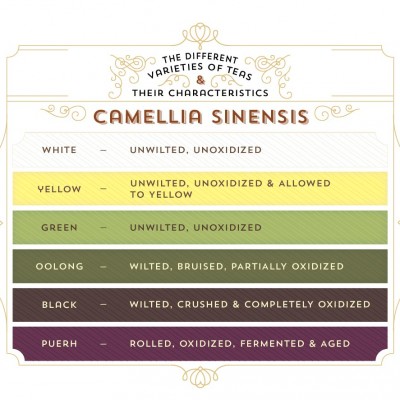 THE DIFFERENT
VARIETIES OF TEAS
&
THEIR CHARACTERISTICS
CAMELLIA SINENSIS
WHITE – UNWILTED, UNOXIDIZED
YELLOW – UNWILTED, UNOXIDIZED & ALLOWED
TO YELLOW
GREEN – UNWILTED, UNOXIDIZED
OOLONG – WILTED, BRUISED, PARTIALLY OXIDIZED
BLACK – WILTED, CRUSHED & COMPLETELY OXIDIZED
PUERH – ROLLED, OXIDIZED, FERMENTED & AGED